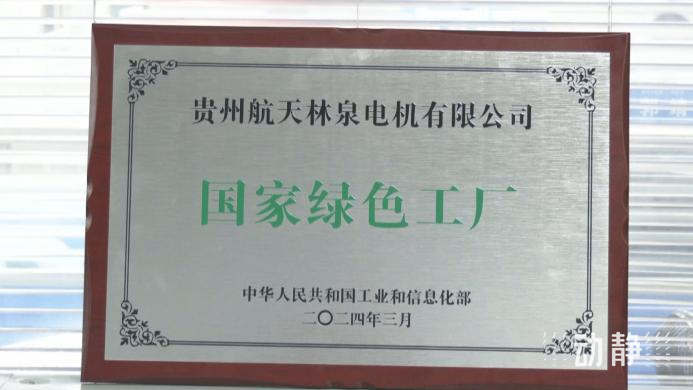 贵州航天林泉电机有限公司
国家绿色工厂
中华人民共和国工业和信息化部
二〇二四年三月
动静